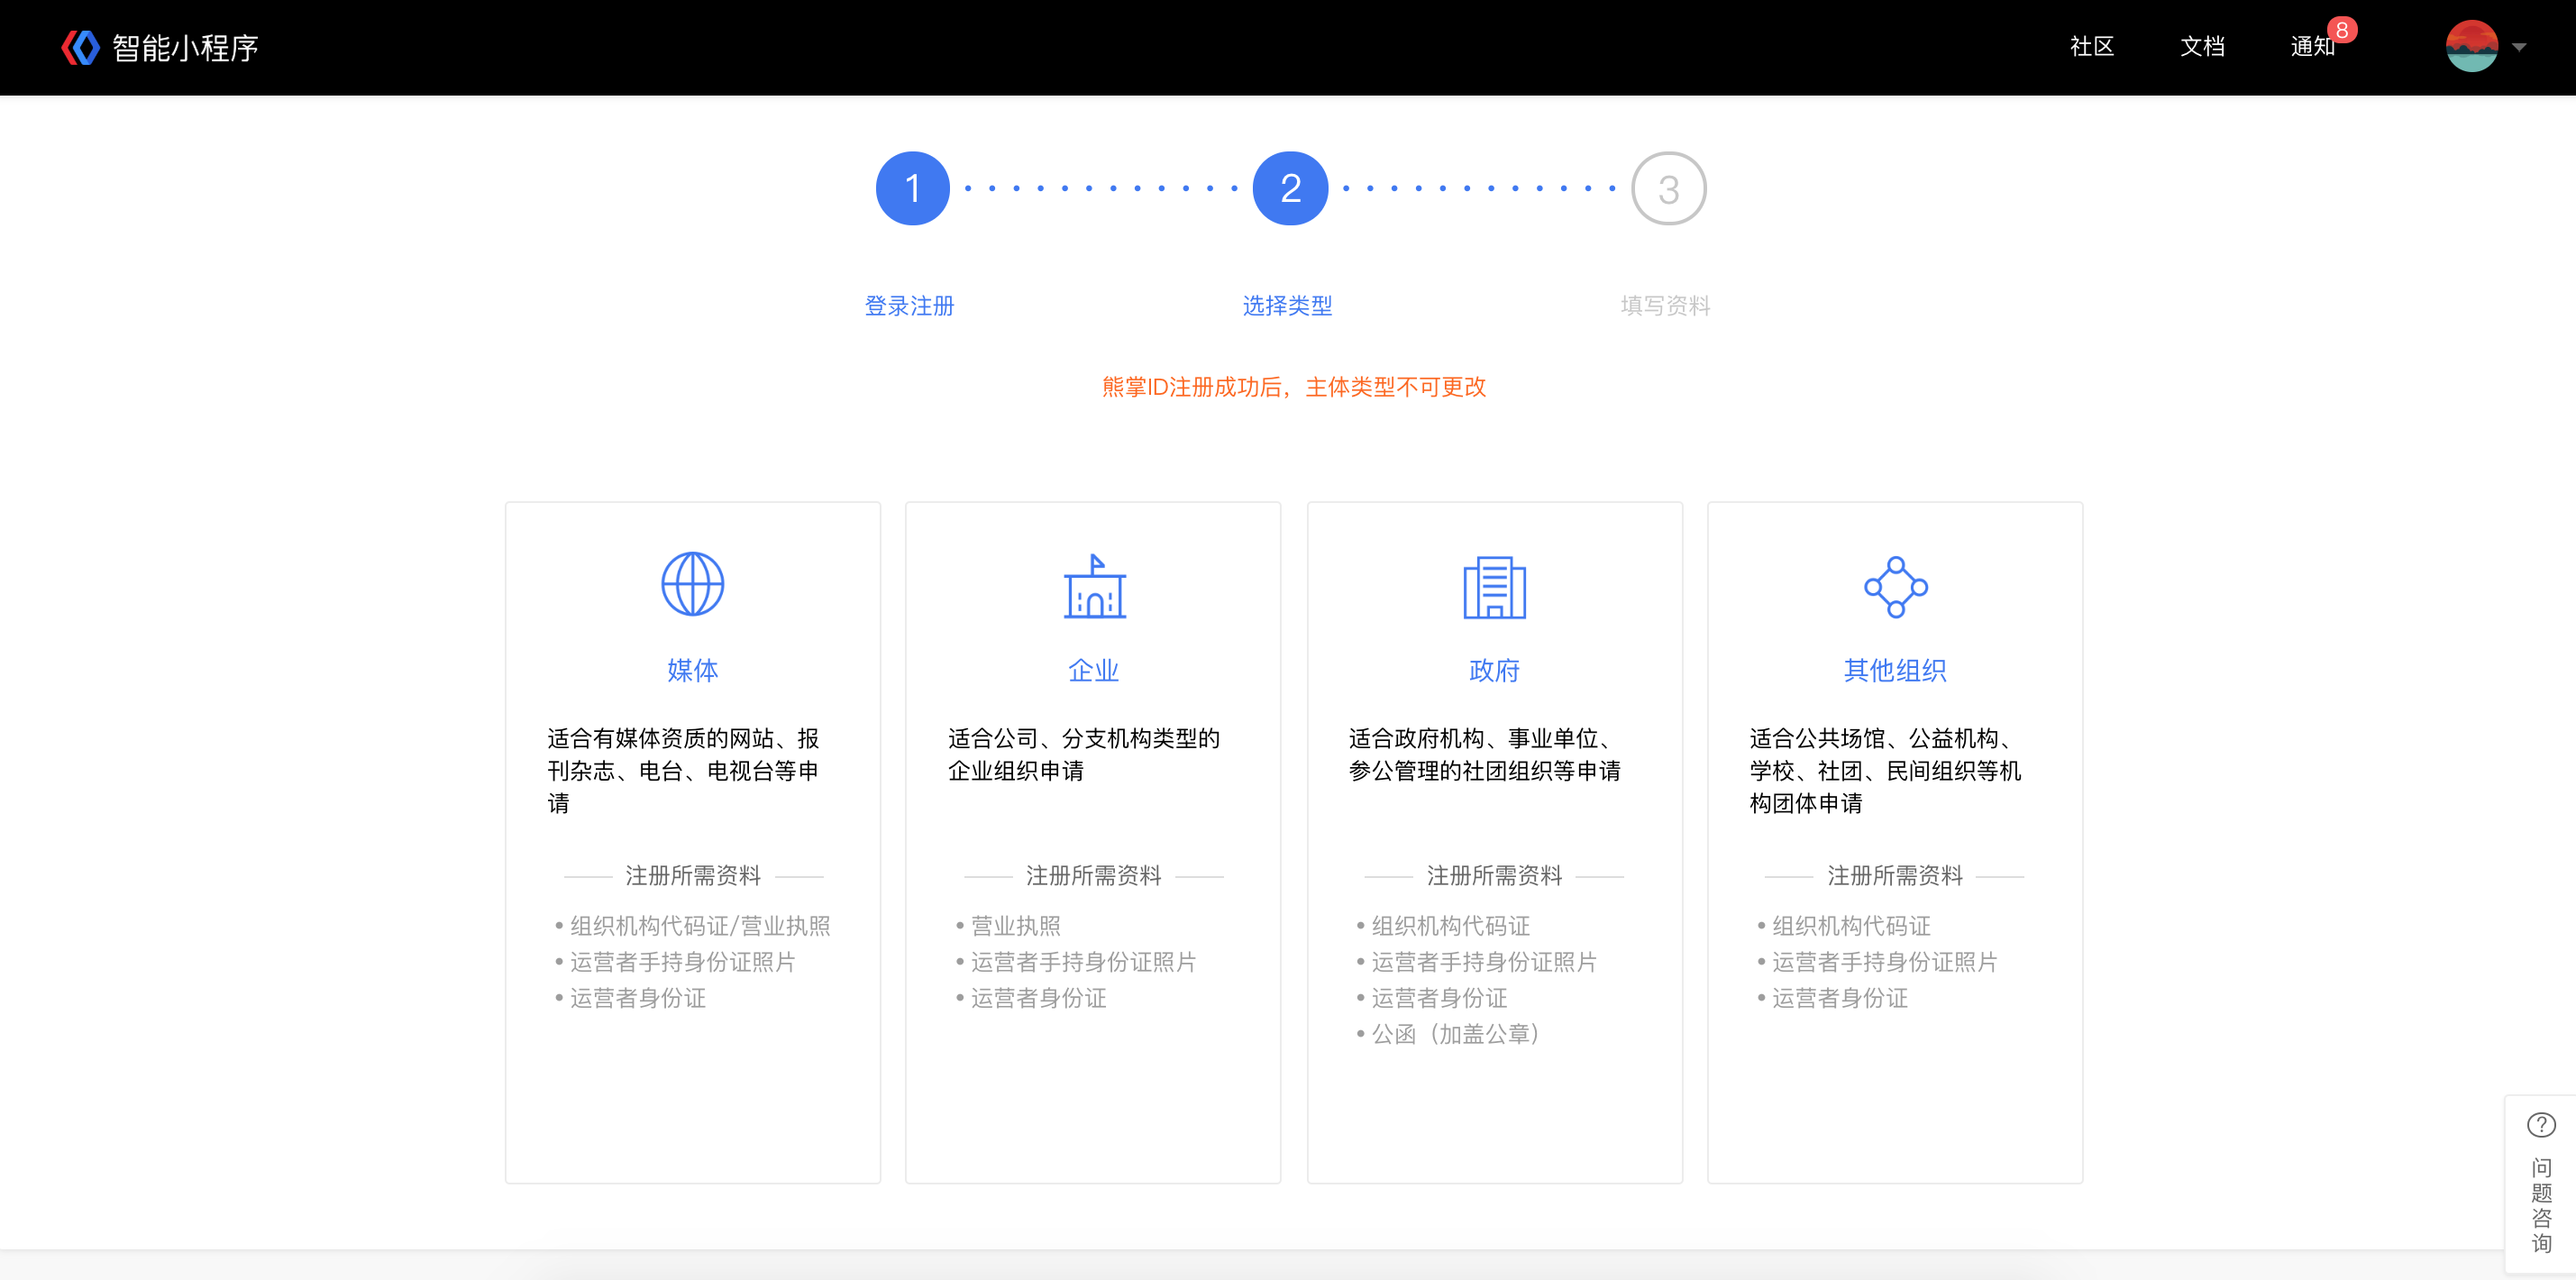 智能小程序
社区
文档
通知
8
1
2
3
登录注册
选择类型
填写资料
熊掌ID注册成功后，主体类型不可更改
媒体
适合有媒体资质的网站、报
刊杂志、电台、电视台等申
请
注册所需资料
• 组织机构代码证/营业执照
• 运营者手持身份证照片
• 运营者身份证
企业
适合公司、分支机构类型的
企业组织申请
注册所需资料
• 营业执照
• 运营者手持身份证照片
• 运营者身份证
政府
适合政府机构、事业单位、
参公管理的社团组织等申请
注册所需资料
• 组织机构代码证
• 运营者手持身份证照片
• 运营者身份证
• 公函（加盖公章）
其他组织
适合公共场馆、公益机构、
学校、社团、民间组织等机
构团体申请
注册所需资料
• 组织机构代码证
• 运营者手持身份证照片
• 运营者身份证
?
问
题
咨
询